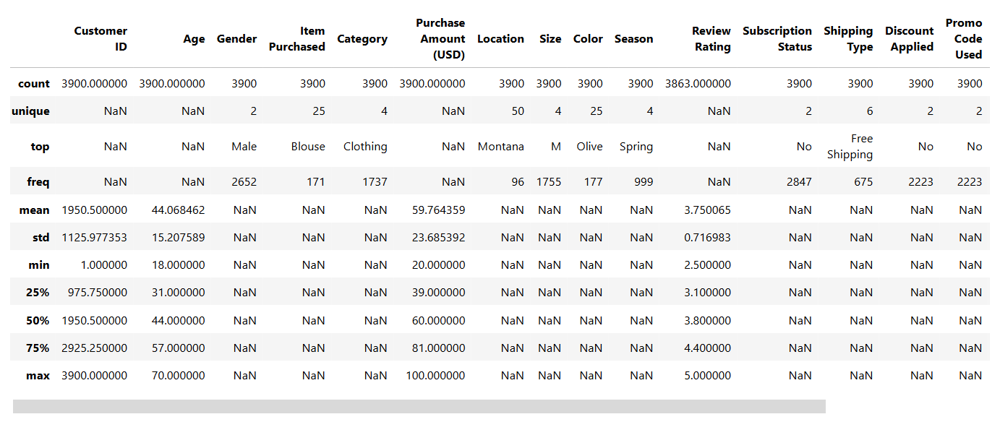 Customer ID Age Gender Item Purchased Category Purchase Amount (USD) Location Size Color Season Review Rating Subscription Status Shipping Type Discount Applied Promo Code Used
count 3900.000000 3900.000000 3900 3900 3900 3900.000000 3900 3900 3900 3900 3863.000000 3900 3900 3900 3900
unique NaN NaN 2 25 4 NaN 50 4 25 4 NaN 2 6 2 2
top NaN NaN Male Blouse Clothing NaN Montana M Olive Spring NaN No Free Shipping No No
freq NaN NaN 2652 171 1737 NaN 96 1755 177 999 NaN 2847 675 2223 2223
mean 1950.500000 44.068462 NaN NaN NaN 59.764359 NaN NaN NaN NaN 3.750065 NaN NaN NaN NaN
std 1125.977353 15.207589 NaN NaN NaN 23.685392 NaN NaN NaN NaN 0.716983 NaN NaN NaN NaN
min 1.000000 18.000000 NaN NaN NaN 20.000000 NaN NaN NaN NaN 2.500000 NaN NaN NaN NaN
25% 975.750000 31.000000 NaN NaN NaN 39.000000 NaN NaN NaN NaN 3.100000 NaN NaN NaN NaN
50% 1950.500000 44.000000 NaN NaN NaN 60.000000 NaN NaN NaN NaN 3.800000 NaN NaN NaN NaN
75% 2925.250000 57.000000 NaN NaN NaN 81.000000 NaN NaN NaN NaN 4.400000 NaN NaN NaN NaN
max 3900.000000 70.000000 NaN NaN NaN 100.000000 NaN NaN NaN NaN 5.000000 NaN NaN NaN NaN